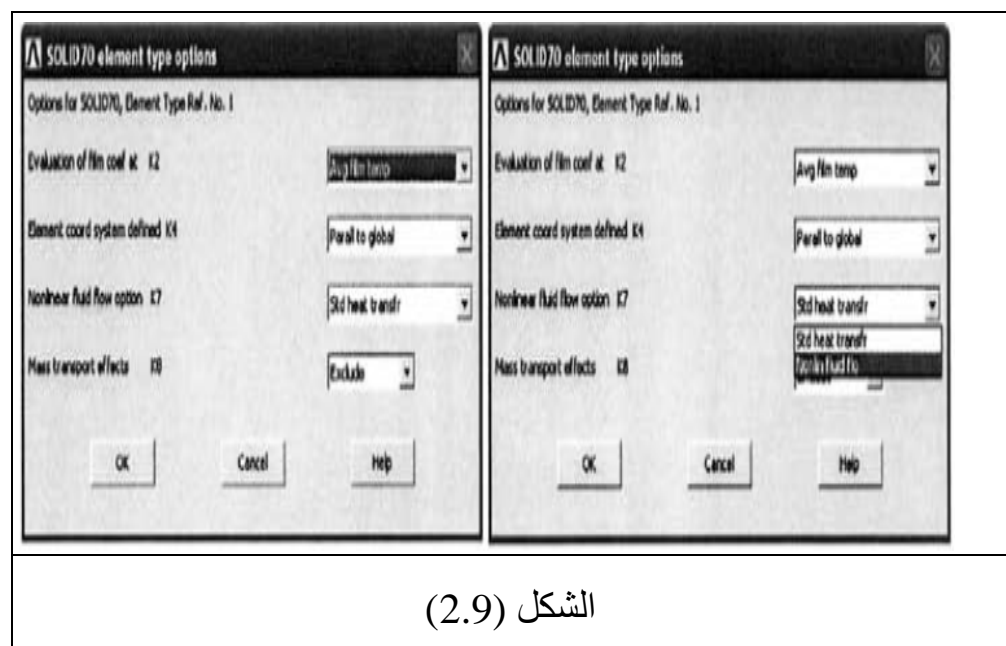 SOLID70 element type options
Options for SOLID70, Element Type Ref. No. 1
Evaluation of film coef at K2
Avg film temp
Element coord system defined K4
Parall to global
Nonlinear fluid flow option K7
Std heat transfr
Mass transport effects K8
Exclude
OK Cancel Help
SOLID70 element type options
Options for SOLID70, Element Type Ref. No. 1
Evaluation of film coef at K2
Avg film temp
Element coord system defined K4
Parall to global
Nonlinear fluid flow option K7
Std heat transfr
Std heat transfr
Mass transport effects K8
OK Cancel Help
الشكل (2.9)